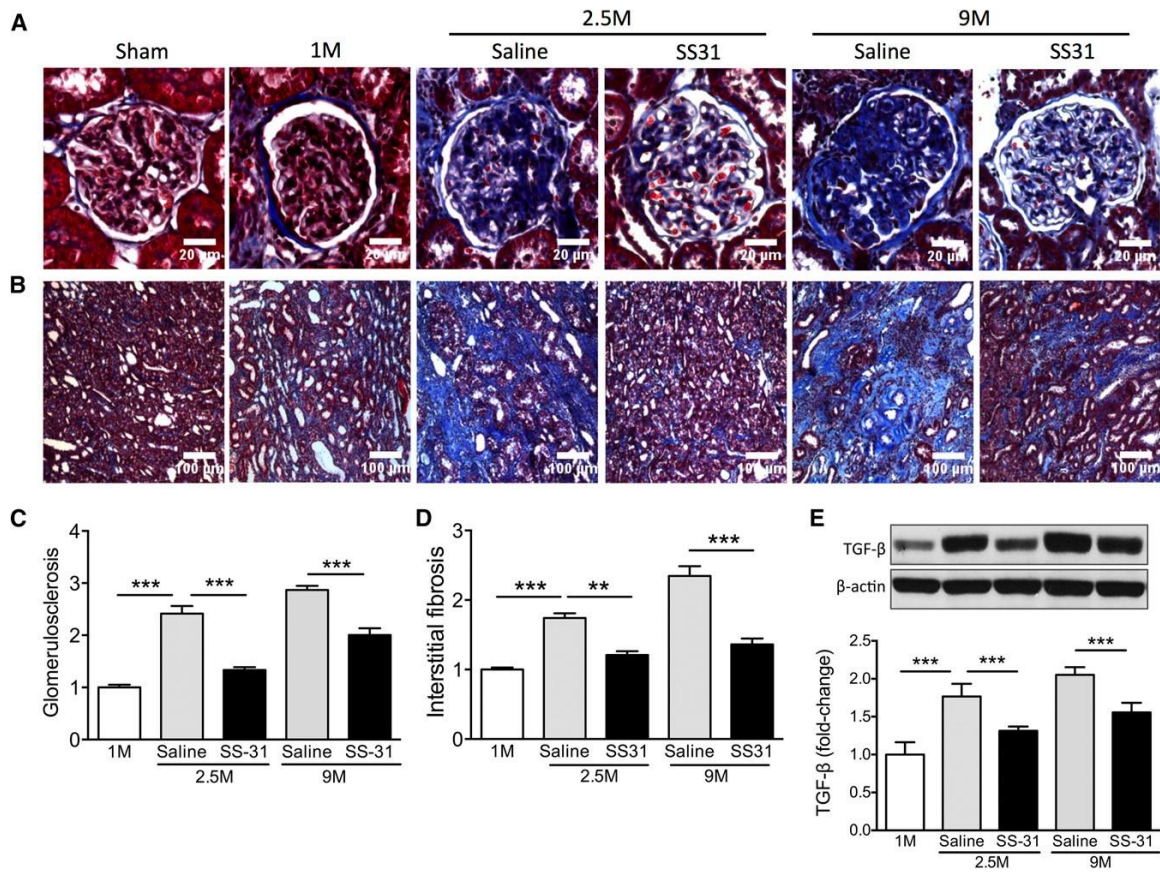 A
2.5M
9M
Sham
1M
Saline
SS31
Saline
SS31
20 μm
20 μm
20 μm
20 μm
20 μm
20 μm
B
100 μm
100 μm
100 μm
100 μm
100 μm
100 μm
C
Glomerulosclerosis
4
3
2
1
0
***
***
***
1M
Saline
SS-31
Saline
SS-31
2.5M
9M
D
Interstitial fibrosis
3
2
1
0
***
**
***
1M
Saline
SS31
Saline
SS31
2.5M
9M
E
TGF-β
β-actin
TGF-β (fold-change)
2.5
2.0
1.5
1.0
0.5
0.0
***
***
***
1M
Saline
SS-31
Saline
SS-31
2.5M
9M